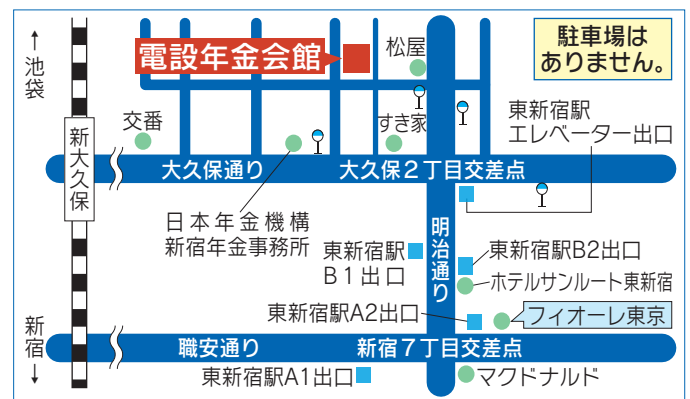 ↑
池袋
新大久保
新宿
↓
電設年金会館
松屋
駐車場は
ありません。
交番
すき家
東新宿駅
エレベーター出口
大久保通り
大久保2丁目交差点
日本年金機構
新宿年金事務所
東新宿駅
B1出口
明治通り
東新宿駅B2出口
ホテルサンルート東新宿
東新宿駅A2出口
フィオーレ東京
職安通り
新宿7丁目交差点
東新宿駅A1出口
マクドナルド